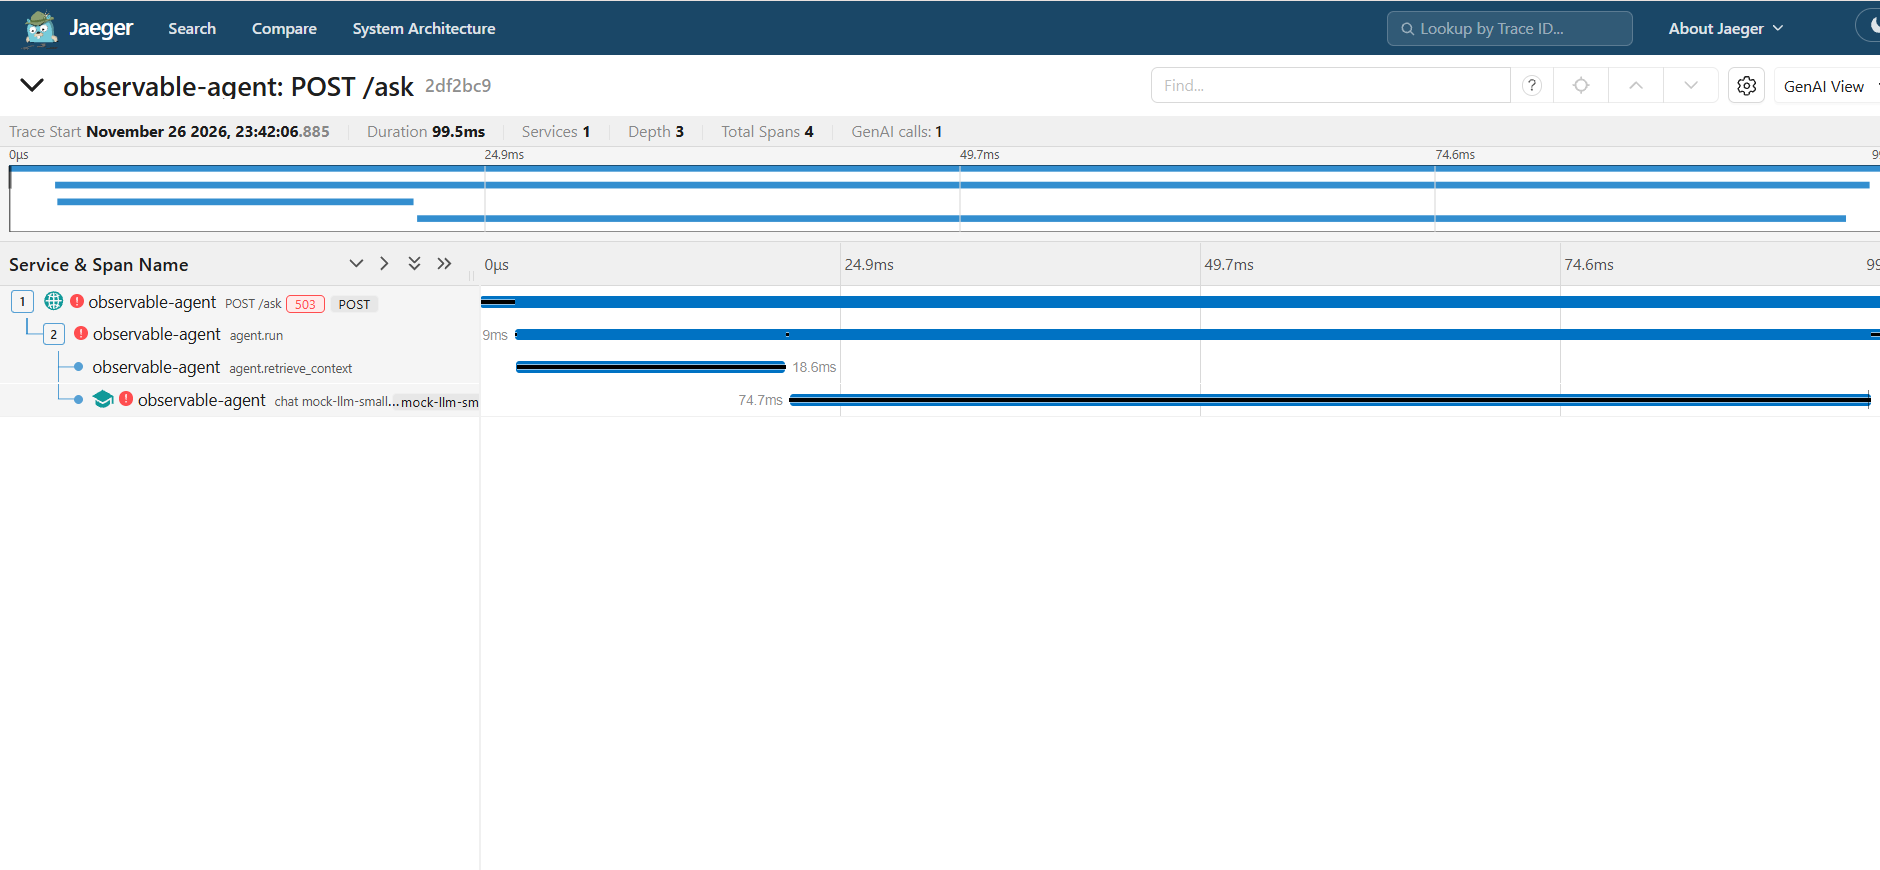 Jaeger Search Compare System Architecture Lookup by Trace ID... About Jaeger
observable-agent: POST /ask 2df2bc9 Find... ? GenAI View
Trace Start November 26 2026, 23:42:06.885 Duration 99.5ms Services 1 Depth 3 Total Spans 4 GenAI calls: 1
0μs 24.9ms 49.7ms 74.6ms 99
Service & Span Name 0μs 24.9ms 49.7ms 74.6ms 99
1 observable-agent POST /ask 503 POST
2 observable-agent agent.run 9ms
observable-agent agent.retrieve_context 18.6ms
observable-agent chat mock-llm-small... mock-llm-sm 74.7ms